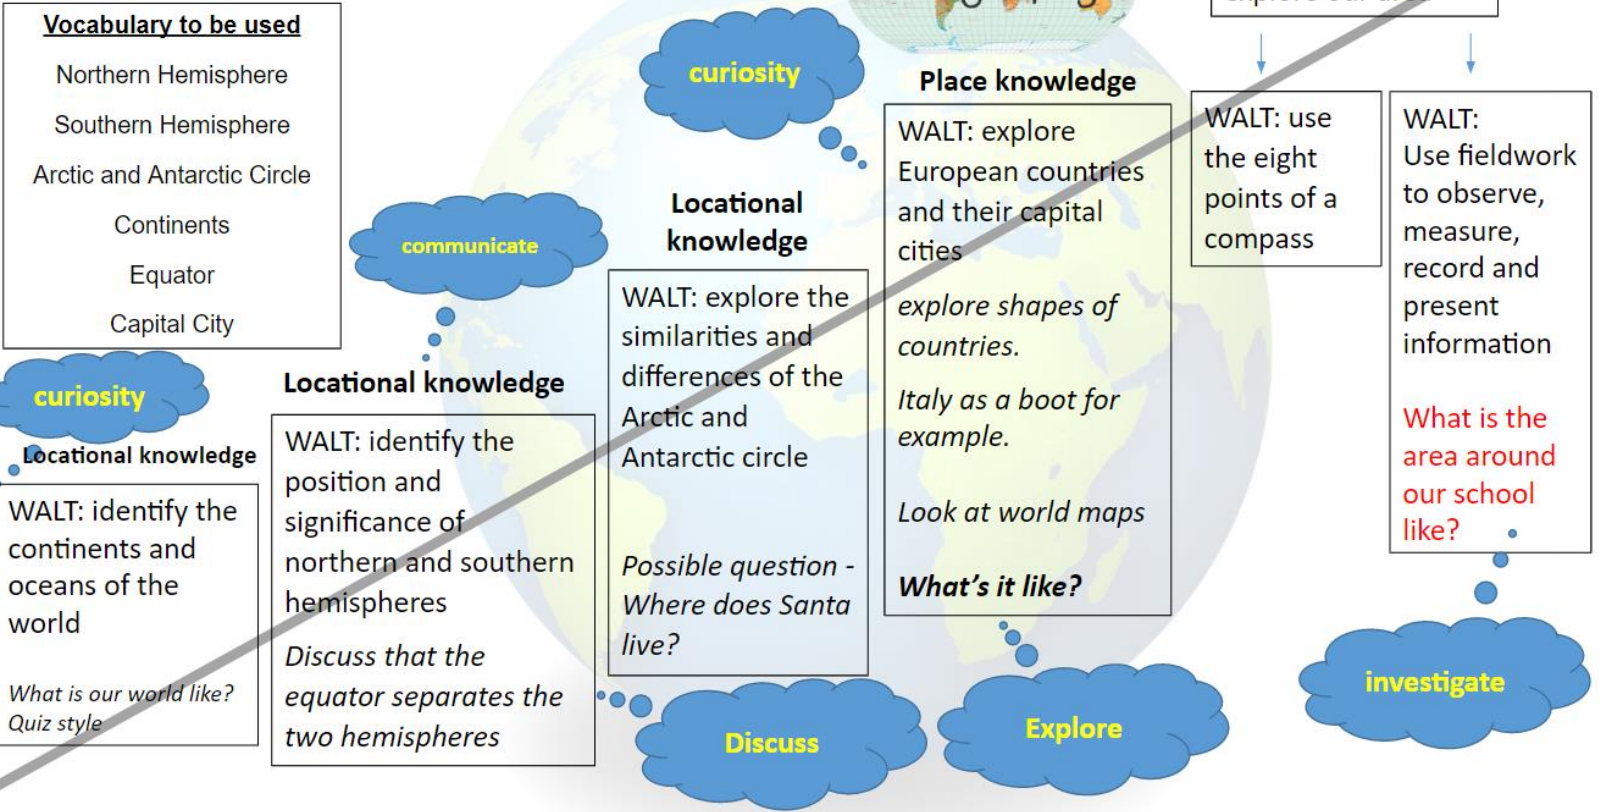 Vocabulary to be used
Northern Hemisphere
Southern Hemisphere
Arctic and Antarctic Circle
Continents
Equator
Capital City
curiosity
Locational knowledge
WALT: identify the
continents and
oceans of the
world
What is our world like?
Quiz style
communicate
Locational knowledge
WALT: identify the
position and
significance of
northern and southern
hemispheres
Discuss that the
equator separates the
two hemispheres
curiosity
Locational
knowledge
WALT: explore the
similarities and
differences of the
Arctic and
Antarctic circle
Possible question -
Where does Santa
live?
Discuss
Place knowledge
WALT: explore
European countries
and their capital
cities
explore shapes of
countries.
Italy as a boot for
example.
Look at world maps
What's it like?
Explore
WALT: use
the eight
points of a
compass
WALT:
Use fieldwork
to observe,
measure,
record and
present
information
What is the
area around
our school
like?
investigate